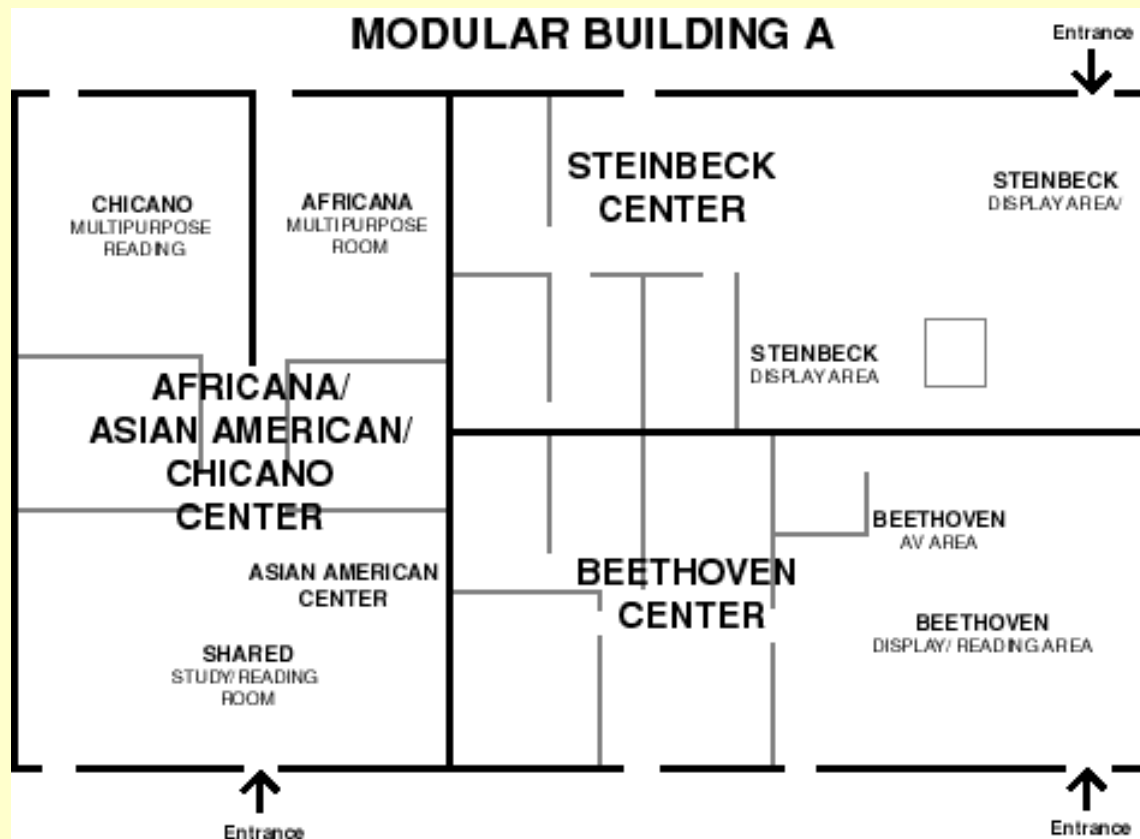 MODULAR BUILDING A
Entrance
CHICANO
MULTIPURPOSE
READING
AFRICANA
MULTIPURPOSE
ROOM
STEINBECK
CENTER
STEINBECK
DISPLAY AREA/
STEINBECK
DISPLAY AREA
AFRICANA/
ASIAN AMERICAN/
CHICANO
CENTER
ASIAN AMERICAN
CENTER
SHARED
STUDY/READING
ROOM
BEETHOVEN
CENTER
BEETHOVEN
AV AREA
BEETHOVEN
DISPLAY/ READING AREA
Entrance
Entrance